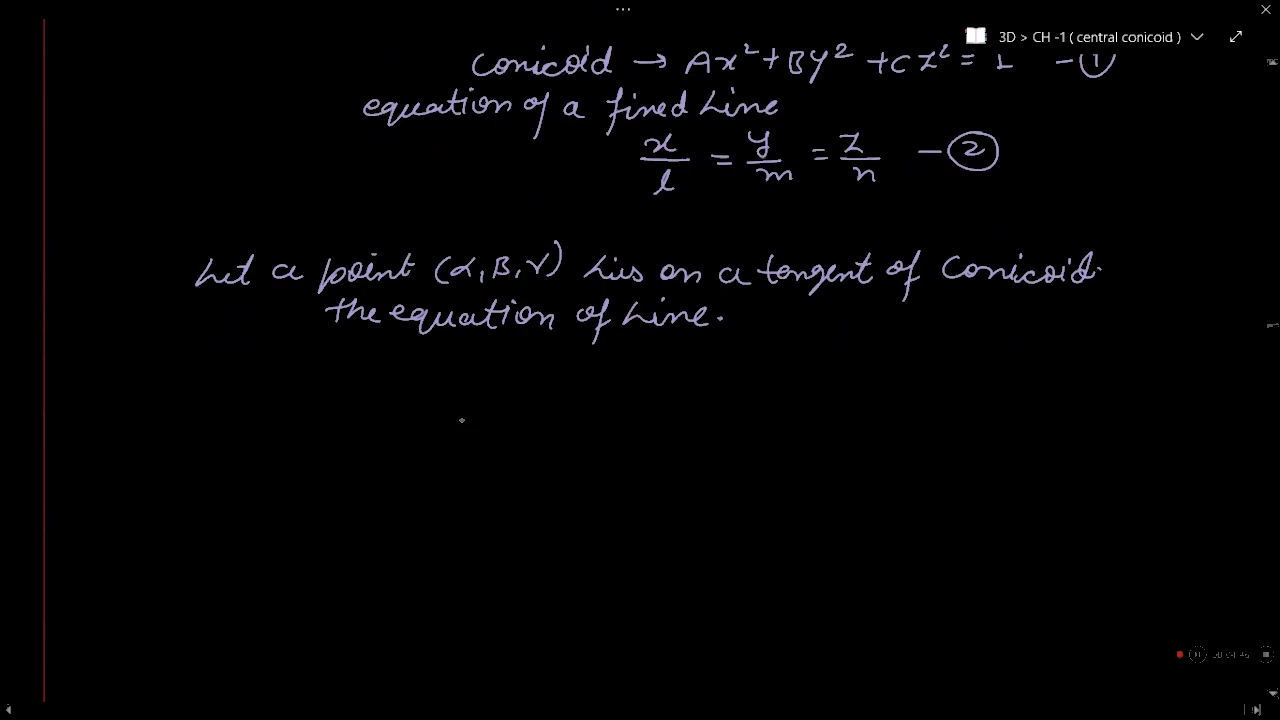 3D > CH -1 ( central conicoid )
Conicoid → Ax² + By² + CZ² = 1 - ①
equation of a fined Line
x/l = y/m = z/n - ②
Let a point (α, β, γ) Lies on a tangent of Conicoid.
the equation of Line.